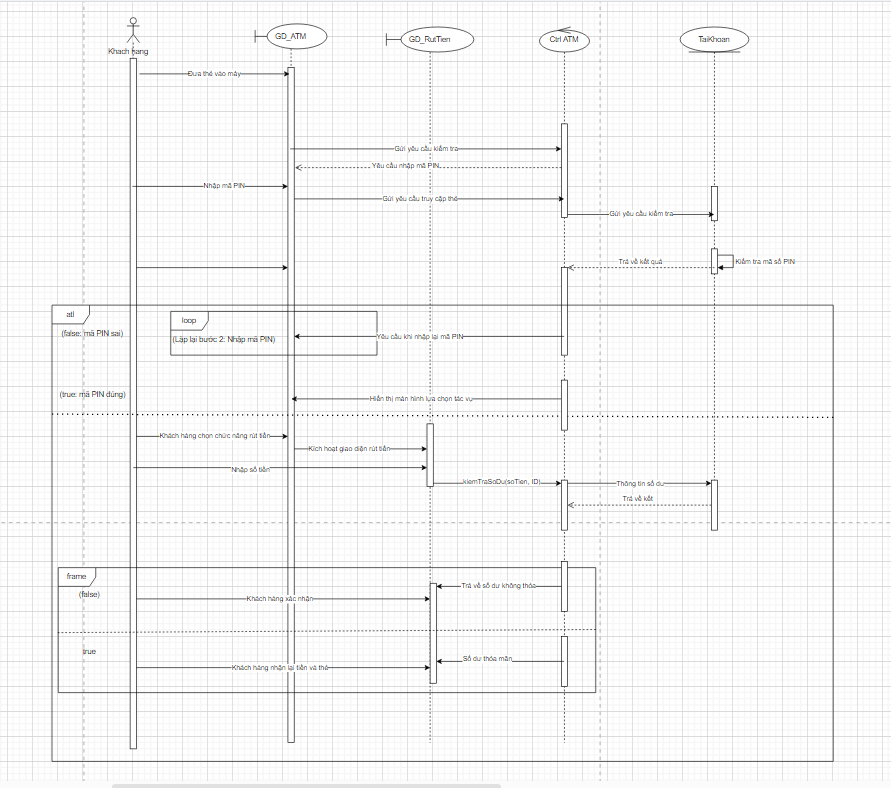 GD_ATM
GD_RutTien
Ctrl ATM
TaiKhoan
Khách hàng
Đưa thẻ vào máy
Gửi yêu cầu kiểm tra
Yêu cầu nhập mã PIN
Nhập mã PIN
Gửi yêu cầu truy cập thẻ
Gửi yêu cầu kiểm tra
Trả về kết quả
Kiểm tra mã số PIN
atl
loop
(false: mã PIN sai)
(Lặp lại bước 2: Nhập mã PIN)
Yêu cầu khi nhập lại mã PIN
(true: mã PIN đúng)
Hiển thị màn hình lựa chọn tác vụ
Khách hàng chọn chức năng rút tiền
Kích hoạt giao diện rút tiền
Nhập số tiền
kiemTraSoDu(soTien, ID)
Thông tin số dư
Trả về kết
frame
Trả về số dư không thỏa
(false)
Khách hàng xác nhận
true
Số dư thỏa mãn
Khách hàng nhận lại tiền và thẻ